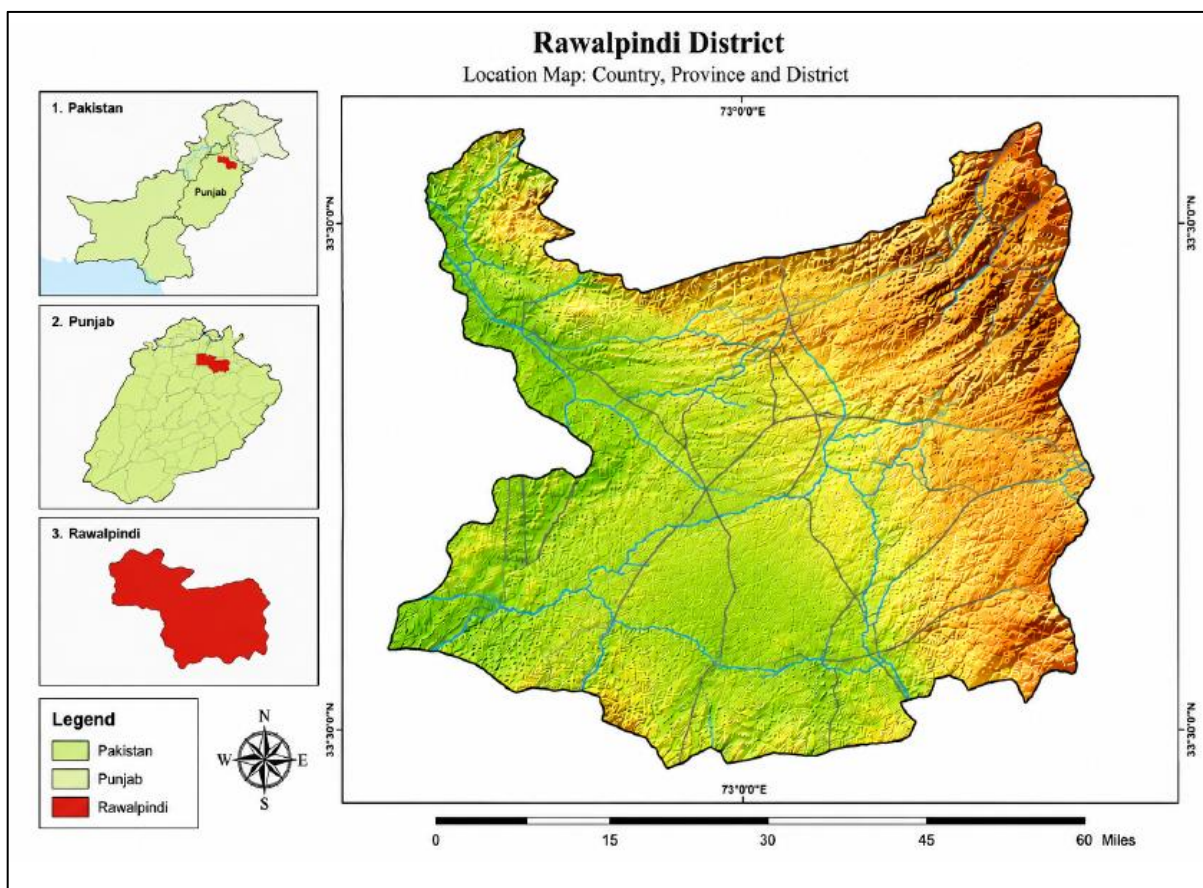 Rawalpindi District
Location Map: Country, Province and District
1. Pakistan
Punjab
2. Punjab
3. Rawalpindi
Legend
Pakistan
Punjab
Rawalpindi
N
W E
S
73°0'0"E
33°30'0"N
33°30'0"N
33°30'0"N
33°30'0"N
73°0'0"E
0 15 30 45 60 Miles